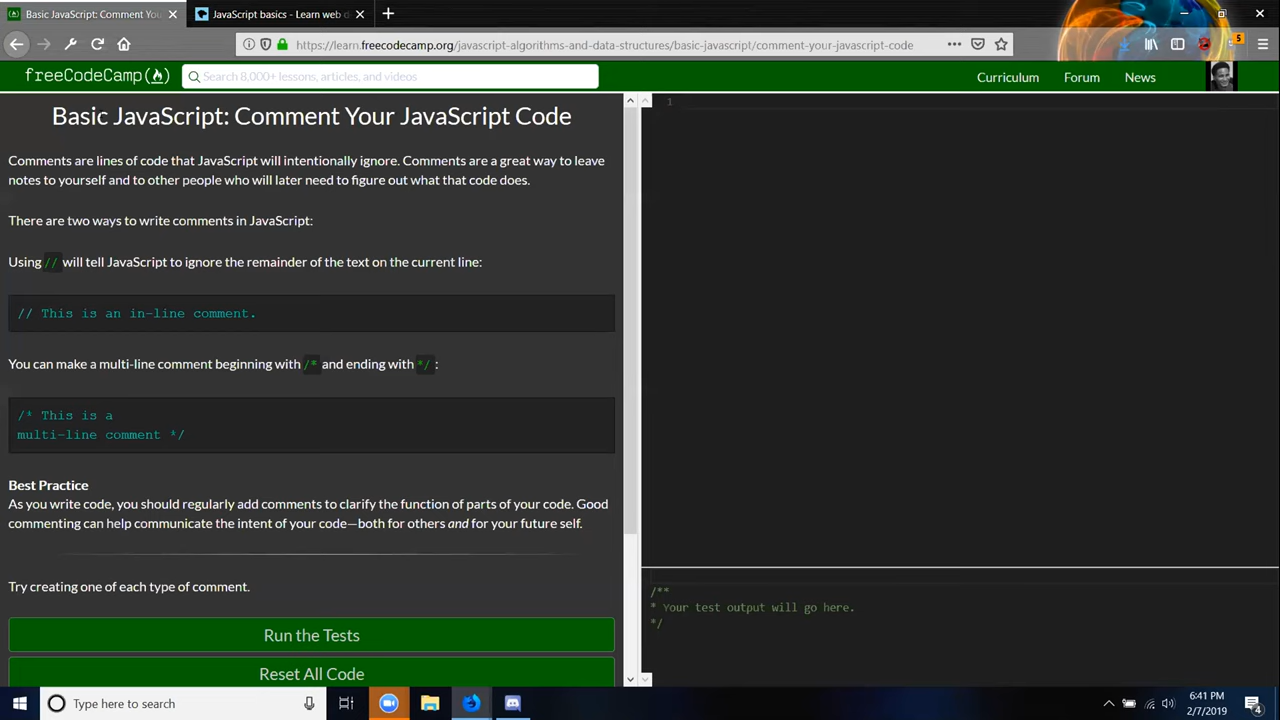 Basic JavaScript: Comment You
JavaScript basics - Learn web d
https://learn.freecodecamp.org/javascript-algorithms-and-data-structures/basic-javascript/comment-your-javascript-code
5
freeCodeCamp
Search 8,000+ lessons, articles, and videos
Curriculum
Forum
News
Basic JavaScript: Comment Your JavaScript Code
Comments are lines of code that JavaScript will intentionally ignore. Comments are a great way to leave
notes to yourself and to other people who will later need to figure out what that code does.
There are two ways to write comments in JavaScript:
Using // will tell JavaScript to ignore the remainder of the text on the current line:
// This is an in-line comment.
You can make a multi-line comment beginning with /* and ending with */ :
/* This is a
multi-line comment */
Best Practice
As you write code, you should regularly add comments to clarify the function of parts of your code. Good
commenting can help communicate the intent of your code—both for others and for your future self.
Try creating one of each type of comment.
Run the Tests
Reset All Code
1
/**
* Your test output will go here.
*/
Type here to search
6:41 PM
2/7/2019
4